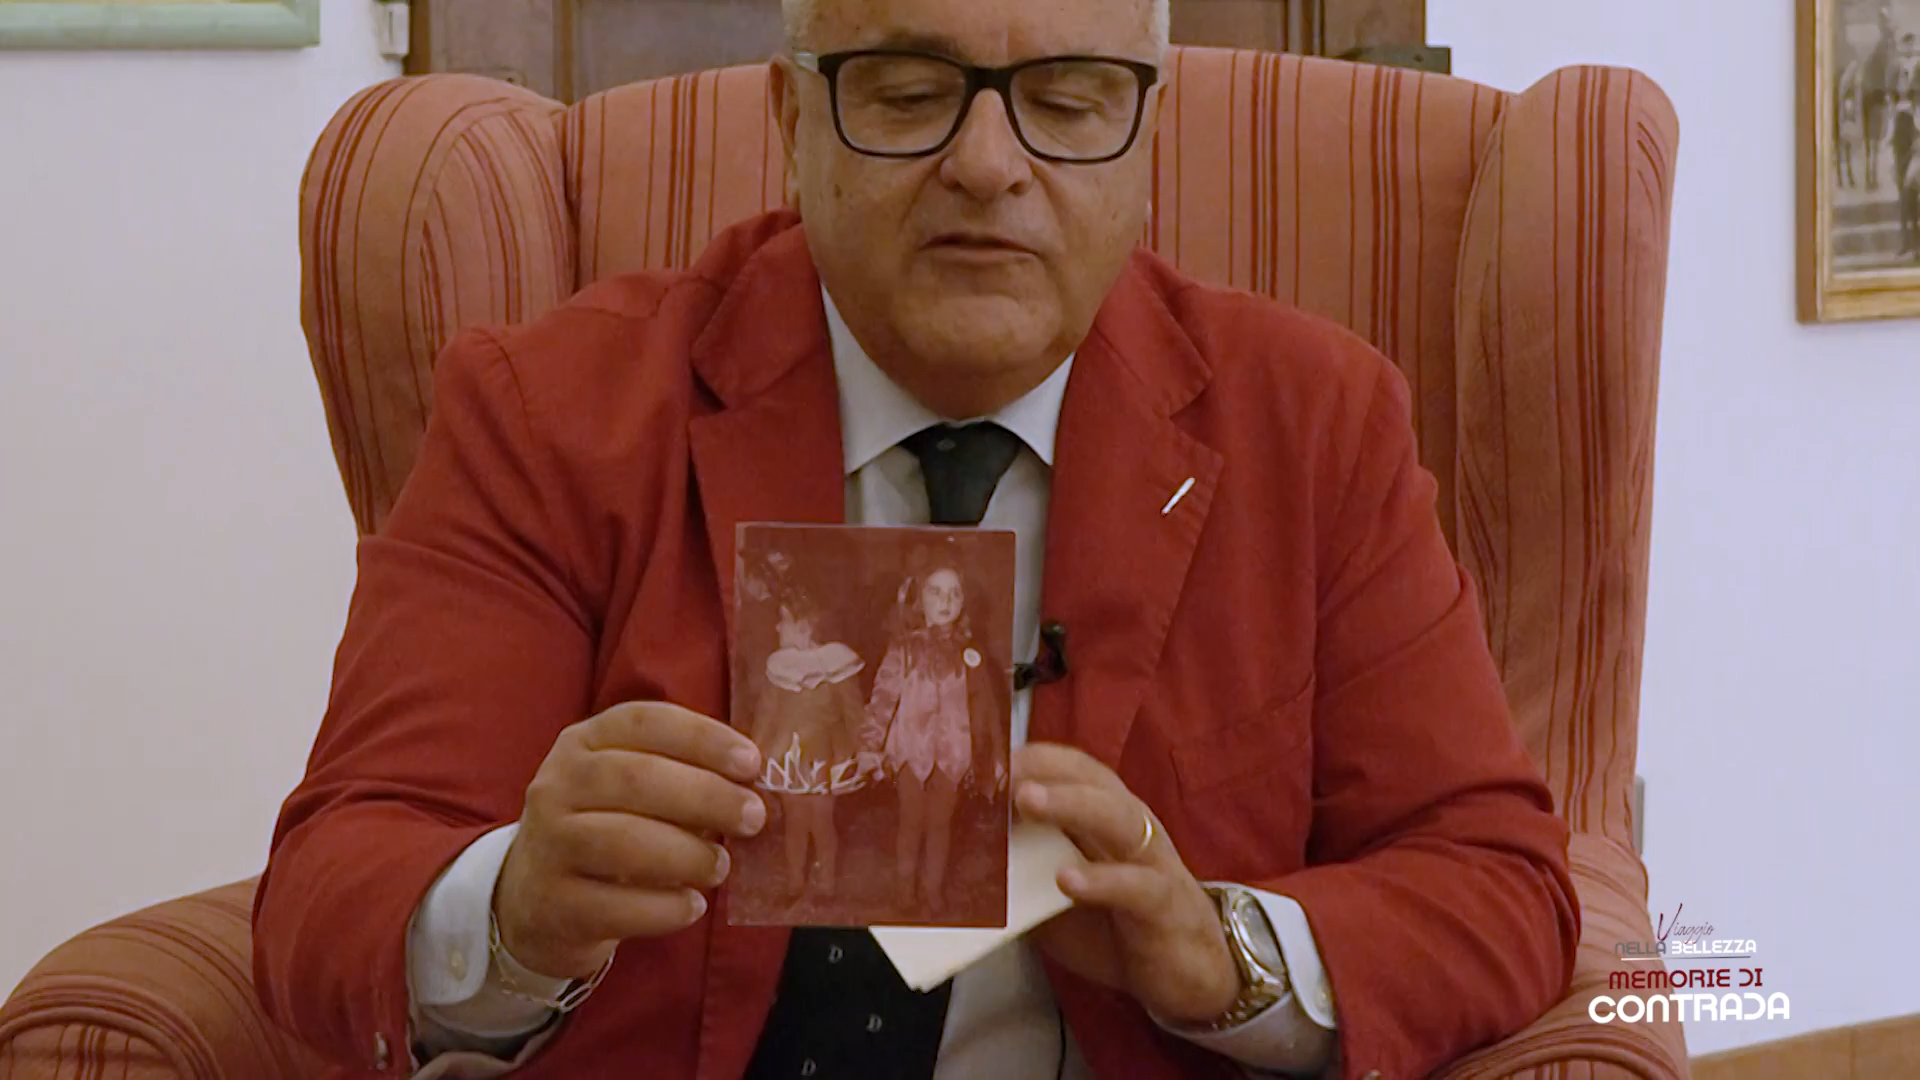 Viaggio
NELLA BELLEZZA
MEMORIE DI
CONTRADA
D
D
D